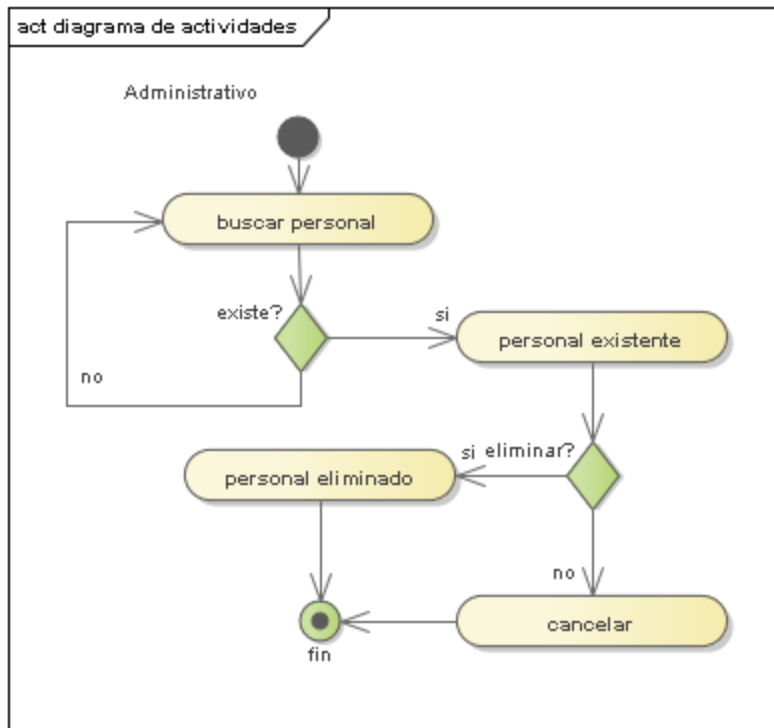 act diagrama de actividades
Administrativo
buscar personal
existe?
si
personal existente
no
si
eliminar?
personal eliminado
no
cancelar
fin